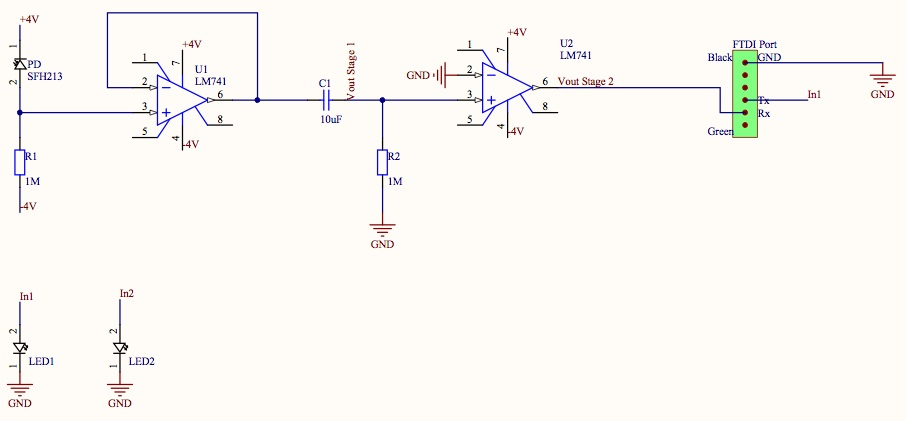 +4V
1
PD
SFH213
2
R1
1M
-4V
1
2
3
5
+4V
7
U1
LM741
6
8
4
-4V
C1
10uF
Vout Stage 1
R2
1M
GND
1
GND
2
3
5
+4V
7
U2
LM741
6
Vout Stage 2
8
4
-4V
FTDI Port
Black
GND
Tx
In1
Rx
Green
GND
In1
2
LED1
1
GND
In2
2
LED2
1
GND